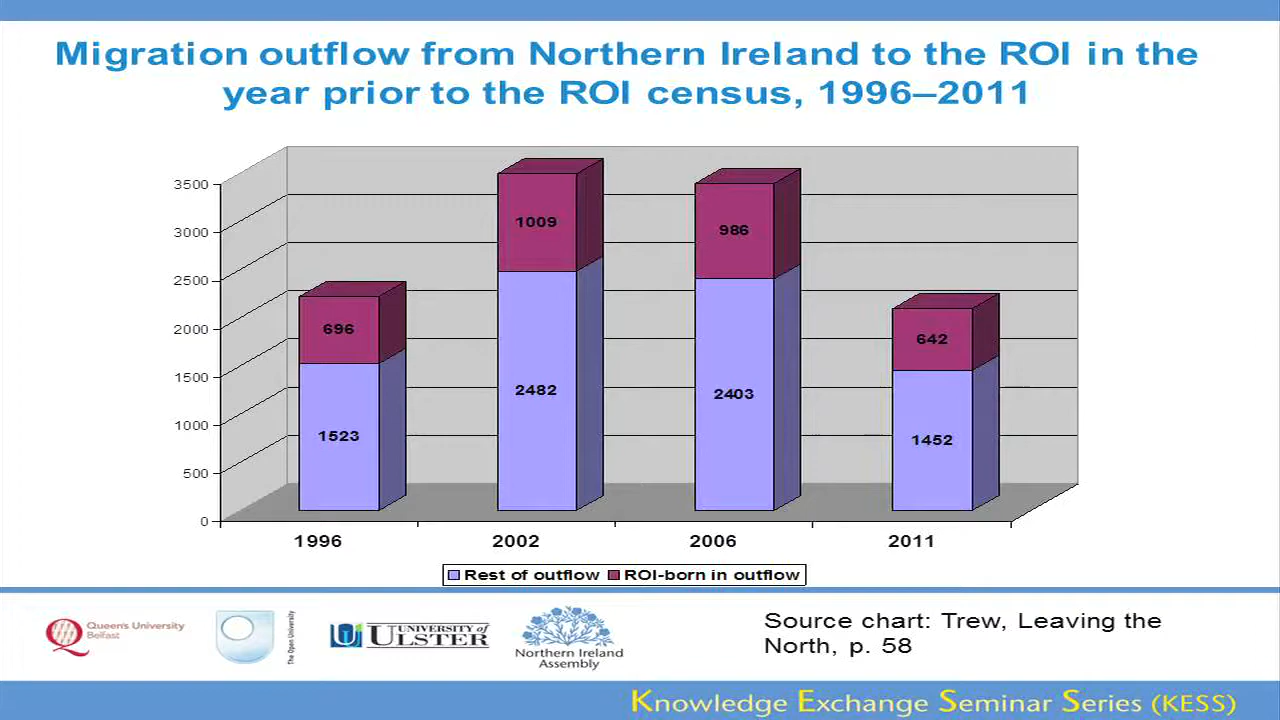 Migration outflow from Northern Ireland to the ROI in the
year prior to the ROI census, 1996–2011
3500
3000
2500
2000
1500
1000
500
0
696
1523
1009
2482
986
2403
642
1452
1996 2002 2006 2011
Rest of outflow ROI-born in outflow
Queen's University
Belfast
The Open University
UNIVERSITY of
ULSTER
Northern Ireland
Assembly
Source chart: Trew, Leaving the
North, p. 58
Knowledge Exchange Seminar Series (KESS)